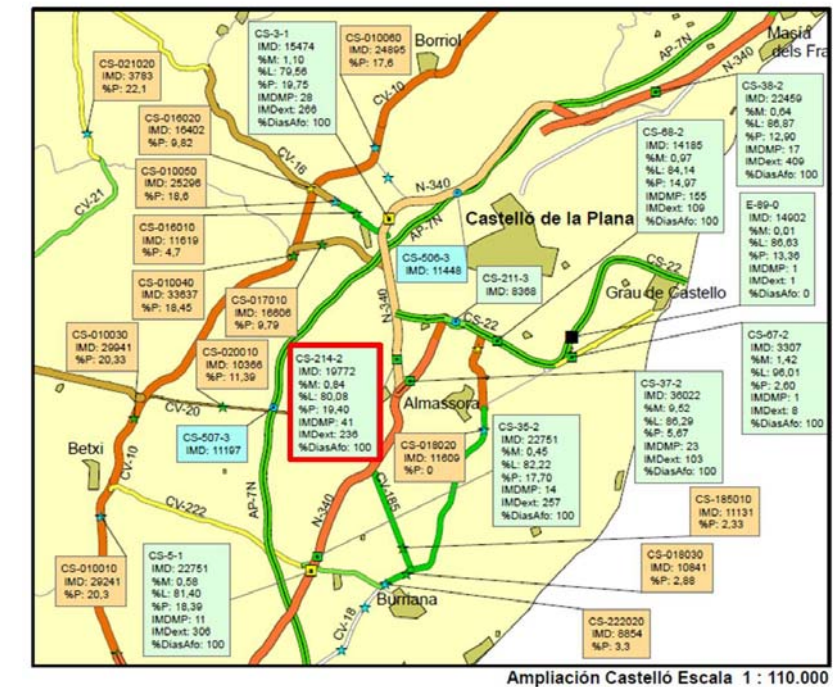 CS-3-1
IMD: 15474
%M: 1,10
%L: 79,56
%P: 19,75
IMDMP: 28
IMDext: 266
%DiasAfo: 100
CS-010060
IMD: 24895
%P: 17,6
Borriol
AP-7N
N-340
Masía
dels Fra
CS-021020
IMD: 3783
%P: 22,1
CV-10
CS-38-2
IMD: 22459
%M: 0,64
%L: 86,87
%P: 12,90
IMDMP: 17
IMDext: 409
%DiasAfo: 100
CS-016020
IMD: 16402
%P: 9,82
CV-16
CS-68-2
IMD: 14185
%M: 0,97
%L: 84,14
%P: 14,97
IMDMP: 155
IMDext: 109
%DiasAfo: 100
CS-010050
IMD: 25296
%P: 18,6
CV-21
N-340
AP-7N
Castelló de la Plana
E-89-0
IMD: 14902
%M: 0,01
%L: 86,63
%P: 13,36
IMDMP: 1
IMDext: 1
%DiasAfo: 0
CS-016010
IMD: 11619
%P: 4,7
CS-506-3
IMD: 11448
CS-22
CS-010040
IMD: 33637
%P: 18,45
CS-211-3
IMD: 8368
CS-017010
IMD: 16606
%P: 9,79
N-340
Grau de Castello
CS-22
CS-010030
IMD: 29941
%P: 20,33
CS-020010
IMD: 10366
%P: 11,39
CS-214-2
IMD: 19772
%M: 0,84
%L: 80,08
%P: 19,40
IMDMP: 41
IMDext: 236
%DiasAfo: 100
CS-67-2
IMD: 3307
%M: 1,42
%L: 96,01
%P: 2,60
IMDMP: 1
IMDext: 8
%DiasAfo: 100
CV-20
Almassora
CS-37-2
IMD: 36022
%M: 9,52
%L: 86,29
%P: 5,67
IMDMP: 23
IMDext: 103
%DiasAfo: 100
CS-507-3
IMD: 11197
Betxi
CV-10
CS-018020
IMD: 11609
%P: 0
CS-35-2
IMD: 22751
%M: 0,45
%L: 82,22
%P: 17,70
IMDMP: 14
IMDext: 257
%DiasAfo: 100
CV-222
AP-7N
N-340
CV-185
CS-185010
IMD: 11131
%P: 2,33
CS-010010
IMD: 29241
%P: 20,3
CS-5-1
IMD: 22751
%M: 0,58
%L: 81,40
%P: 18,39
IMDMP: 11
IMDext: 306
%DiasAfo: 100
CS-018030
IMD: 10841
%P: 2,88
Burriana
CV-18
CS-222020
IMD: 8854
%P: 3,3
Ampliación Castelló Escala 1 : 110.000